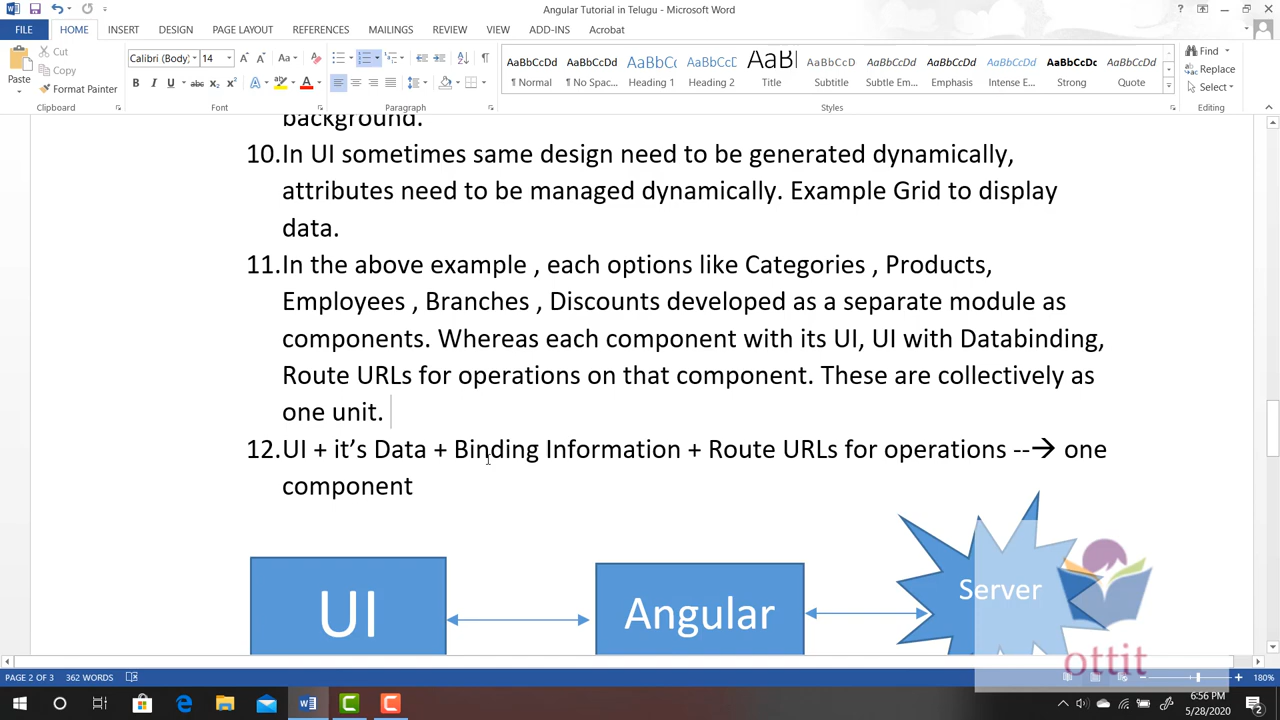 Angular Tutorial in Telugu - Microsoft Word
FILE HOME INSERT DESIGN PAGE LAYOUT REFERENCES MAILINGS REVIEW VIEW ADD-INS Acrobat
Paste
Cut
Copy
Format Painter
Clipboard
Calibri (Body) 14
Font
Paragraph
AaBbCcDd AaBbCcDd AaBbC AaBbCcD AaB AaBbCcD AaBbCcDd AaBbCcDd AaBbCcDd AaBbCcDc AaBbCcDd
¶ Normal ¶ No Spac... Heading 1 Heading 2 Title Subtitle Subtle Em... Emphasis Intense E... Strong Quote
Styles
Find
Replace
Select
Editing
background.
10.In UI sometimes same design need to be generated dynamically,
attributes need to be managed dynamically. Example Grid to display
data.
11.In the above example , each options like Categories , Products,
Employees , Branches , Discounts developed as a separate module as
components. Whereas each component with its UI, UI with Databinding,
Route URLs for operations on that component. These are collectively as
one unit.
12.UI + it’s Data + Binding Information + Route URLs for operations --→ one
component
UI
Angular
Server
ottit
PAGE 2 OF 3 362 WORDS 180%
6:56 PM
5/28/2020
2